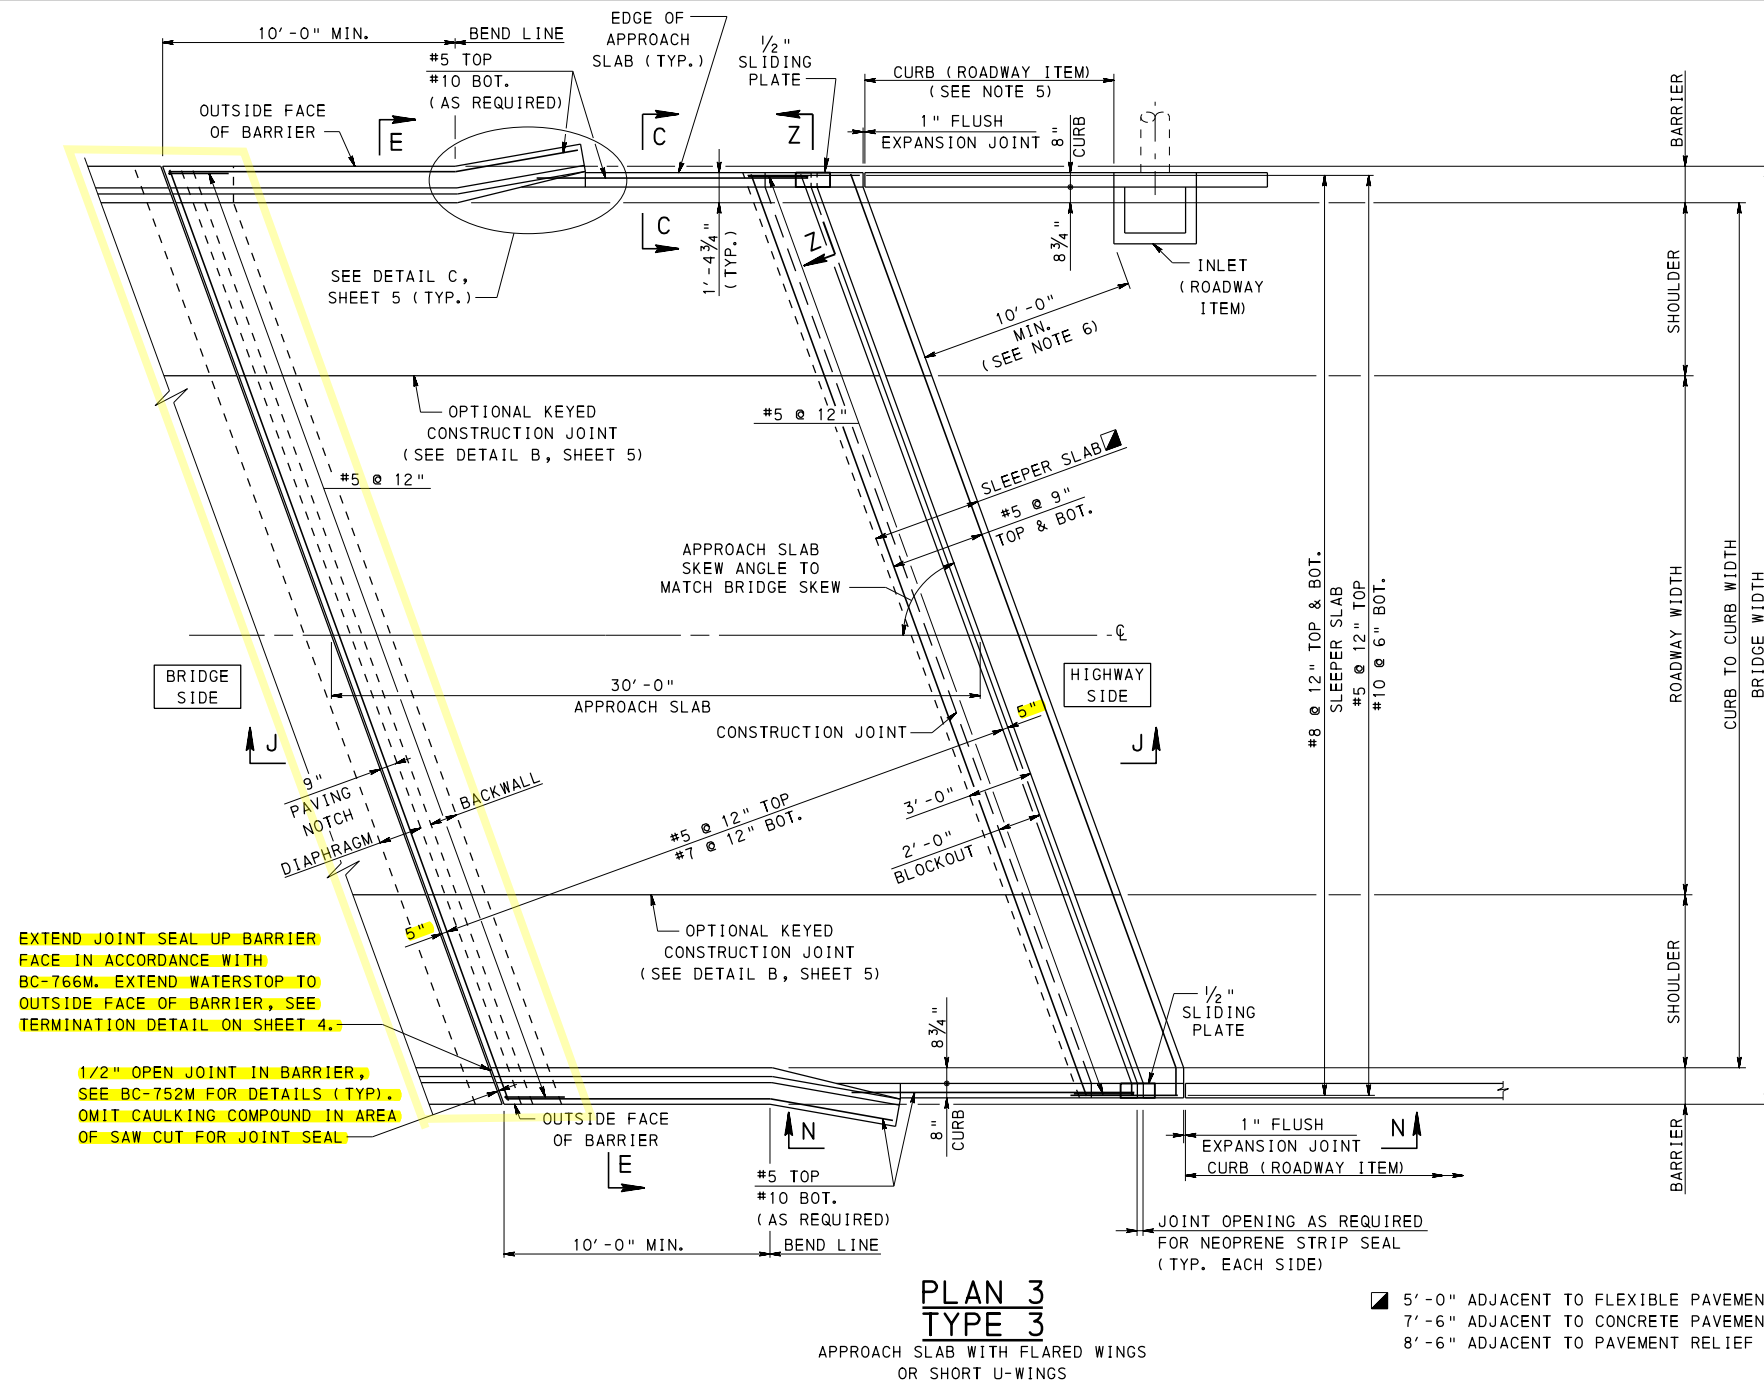 10'-0" MIN.
BEND LINE
#5 TOP
#10 BOT.
(AS REQUIRED)
EDGE OF
APPROACH
SLAB (TYP.)
1/2"
SLIDING
PLATE
CURB (ROADWAY ITEM)
(SEE NOTE 5)
1" FLUSH
EXPANSION JOINT
8"
CURB
BARRIER
OUTSIDE FACE
OF BARRIER
E
C
Z
C
Z
1'-4 3/4"
(TYP.)
8 3/4"
SEE DETAIL C,
SHEET 5 (TYP.)
INLET
(ROADWAY
ITEM)
10'-0"
MIN.
(SEE NOTE 6)
SHOULDER
OPTIONAL KEYED
CONSTRUCTION JOINT
(SEE DETAIL B, SHEET 5)
#5 @ 12"
#5 @ 12"
SLEEPER SLAB
#5 @ 9"
TOP & BOT.
APPROACH SLAB
SKEW ANGLE TO
MATCH BRIDGE SKEW
℄
#8 @ 12" TOP & BOT.
SLEEPER SLAB
#5 @ 12" TOP
#10 @ 6" BOT.
ROADWAY WIDTH
CURB TO CURB WIDTH
BRIDGE WIDTH
BRIDGE
SIDE
HIGHWAY
SIDE
30'-0"
APPROACH SLAB
CONSTRUCTION JOINT
5"
J
J
9"
PAVING
NOTCH
BACKWALL
DIAPHRAGM
#5 @ 12" TOP
#7 @ 12" BOT.
3'-0"
2'-0"
BLOCKOUT
5"
OPTIONAL KEYED
CONSTRUCTION JOINT
(SEE DETAIL B, SHEET 5)
EXTEND JOINT SEAL UP BARRIER
FACE IN ACCORDANCE WITH
BC-766M. EXTEND WATERSTOP TO
OUTSIDE FACE OF BARRIER, SEE
TERMINATION DETAIL ON SHEET 4.
SHOULDER
1/2"
SLIDING
PLATE
8 3/4"
8"
CURB
1/2" OPEN JOINT IN BARRIER,
SEE BC-752M FOR DETAILS (TYP).
OMIT CAULKING COMPOUND IN AREA
OF SAW CUT FOR JOINT SEAL
OUTSIDE FACE
OF BARRIER
E
N
N
1" FLUSH
EXPANSION JOINT
CURB (ROADWAY ITEM)
BARRIER
#5 TOP
#10 BOT.
(AS REQUIRED)
10'-0" MIN.
BEND LINE
JOINT OPENING AS REQUIRED
FOR NEOPRENE STRIP SEAL
(TYP. EACH SIDE)
PLAN 3
TYPE 3
APPROACH SLAB WITH FLARED WINGS
OR SHORT U-WINGS
5'-0" ADJACENT TO FLEXIBLE PAVEMEN
7'-6" ADJACENT TO CONCRETE PAVEMEN
8'-6" ADJACENT TO PAVEMENT RELIEF